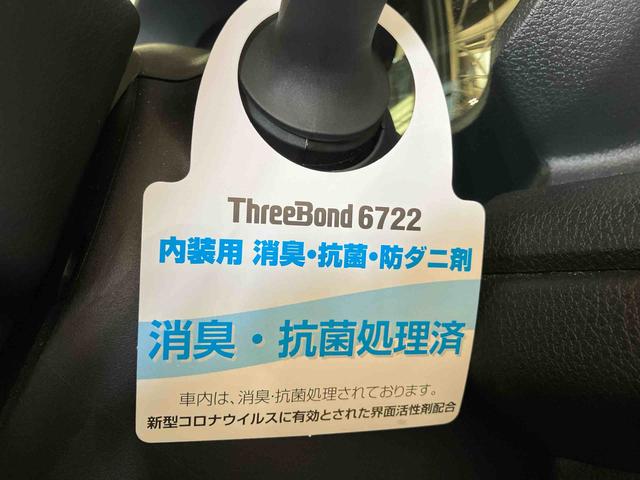 ThreeBond 6722
内装用 消臭・抗菌・防ダニ剤
消臭・抗菌処理済
車内は、消臭・抗菌処理されております。
新型コロナウイルスに有効とされた界面活性剤配合